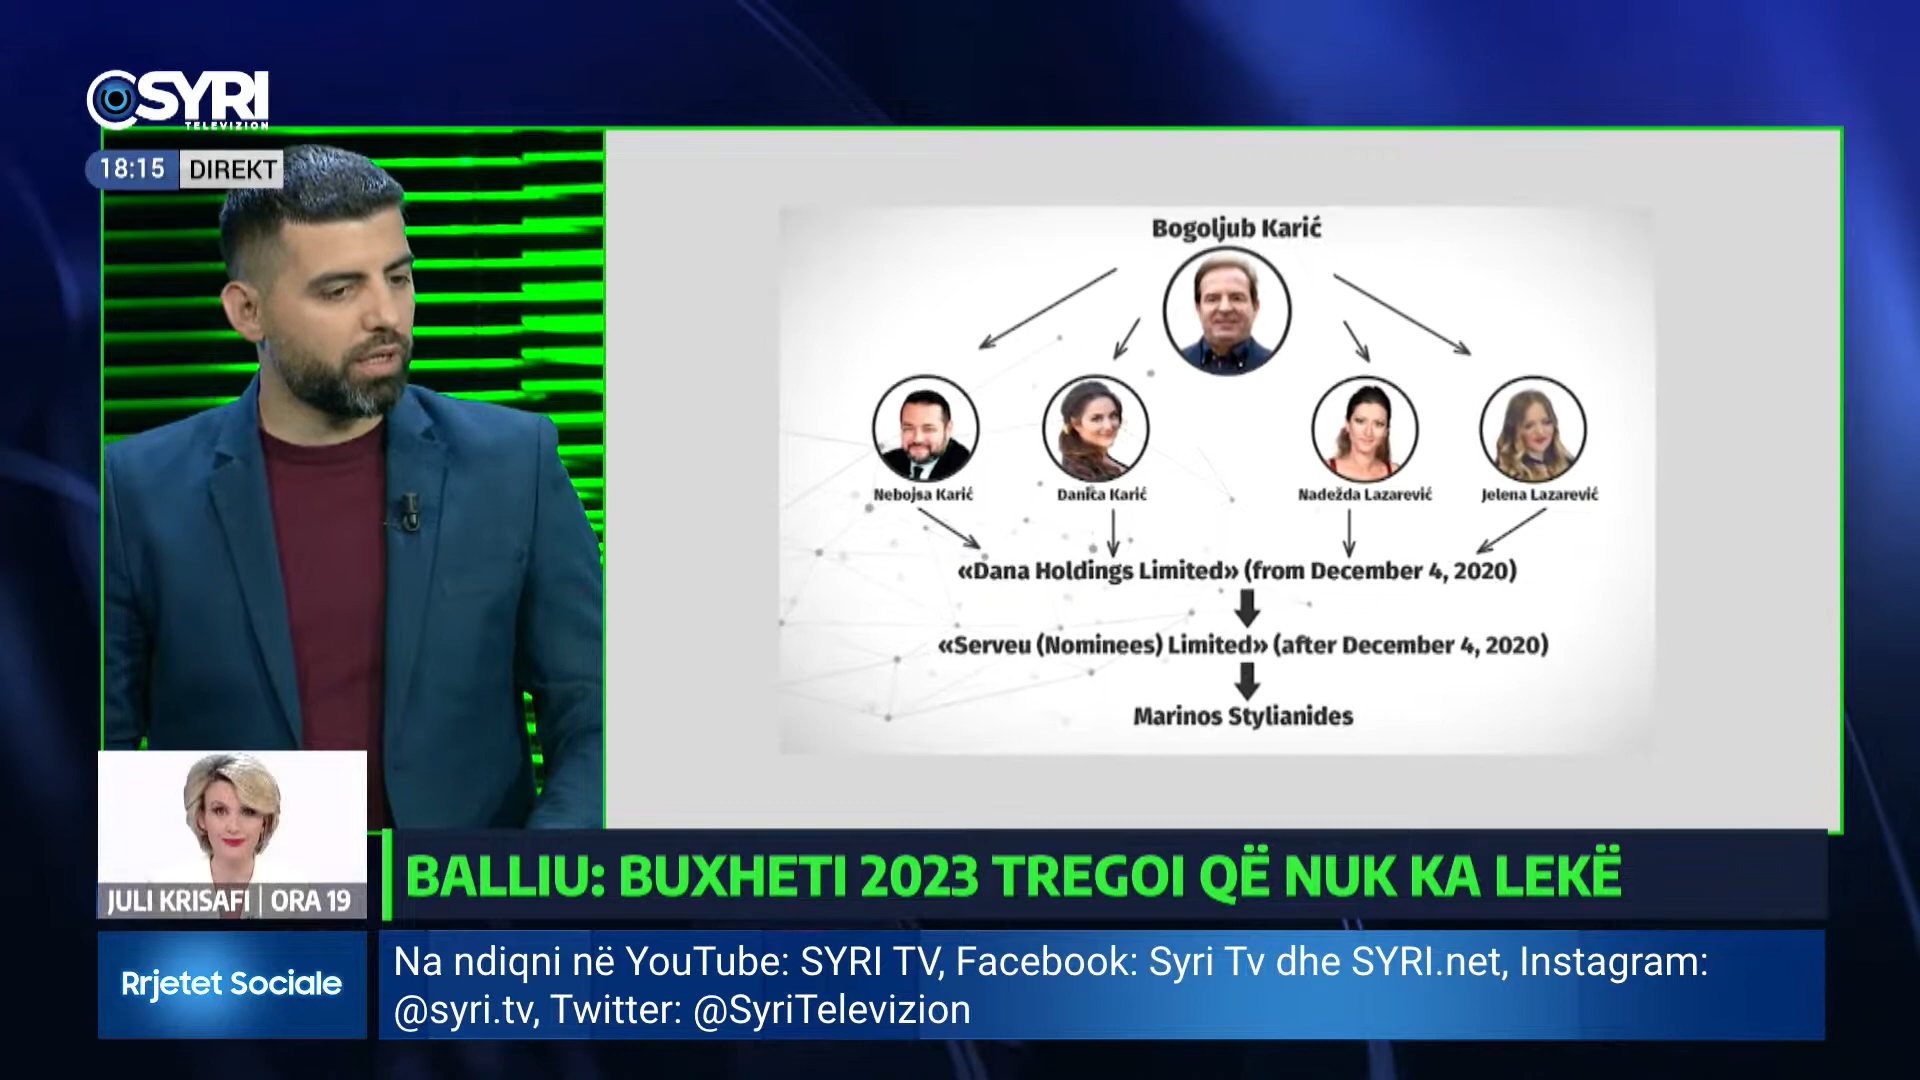 SYRI
TELEVIZION
18:15 DIREKT
Bogoljub Karić
Nebojsa Karić
Danica Karić
Nadežda Lazarević
Jelena Lazarević
«Dana Holdings Limited» (from December 4, 2020)
«Serveu (Nominees) Limited» (after December 4, 2020)
Marinos Stylianides
JULI KRISAFI | ORA 19
BALLIU: BUXHETI 2023 TREGOI QË NUK KA LEKË
Rrjetet Sociale
Na ndiqni në YouTube: SYRI TV, Facebook: Syri Tv dhe SYRI.net, Instagram:
@syri.tv, Twitter: @SyriTelevizion